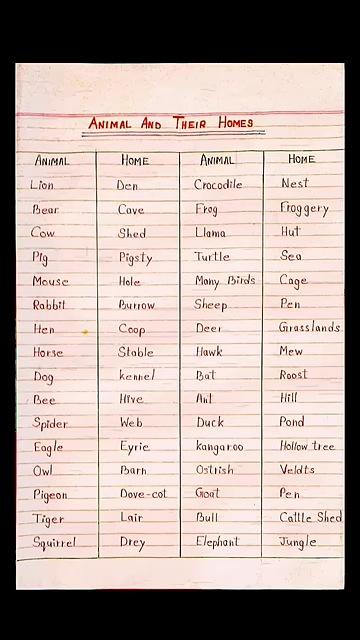 ANIMAL AND THEIR HOMES
ANIMAL HOME ANIMAL HOME
Lion Den Crocodile Nest
Bear Cave Frog Froggery
Cow Shed Llama Hut
Pig Pigsty Turtle Sea
Mouse Hole Many Birds Cage
Rabbit Burrow Sheep Pen
Hen Coop Deer Grasslands
Horse Stable Hawk Mew
Dog kennel Bat Roost
Bee Hive Ant Hill
Spider Web Duck Pond
Eagle Eyrie kangaroo Hollow tree
Owl Barn Ostrish Veldts
Pigeon Dove-cot Goat Pen
Tiger Lair Bull Cattle Shed
Squirrel Drey Elephant Jungle